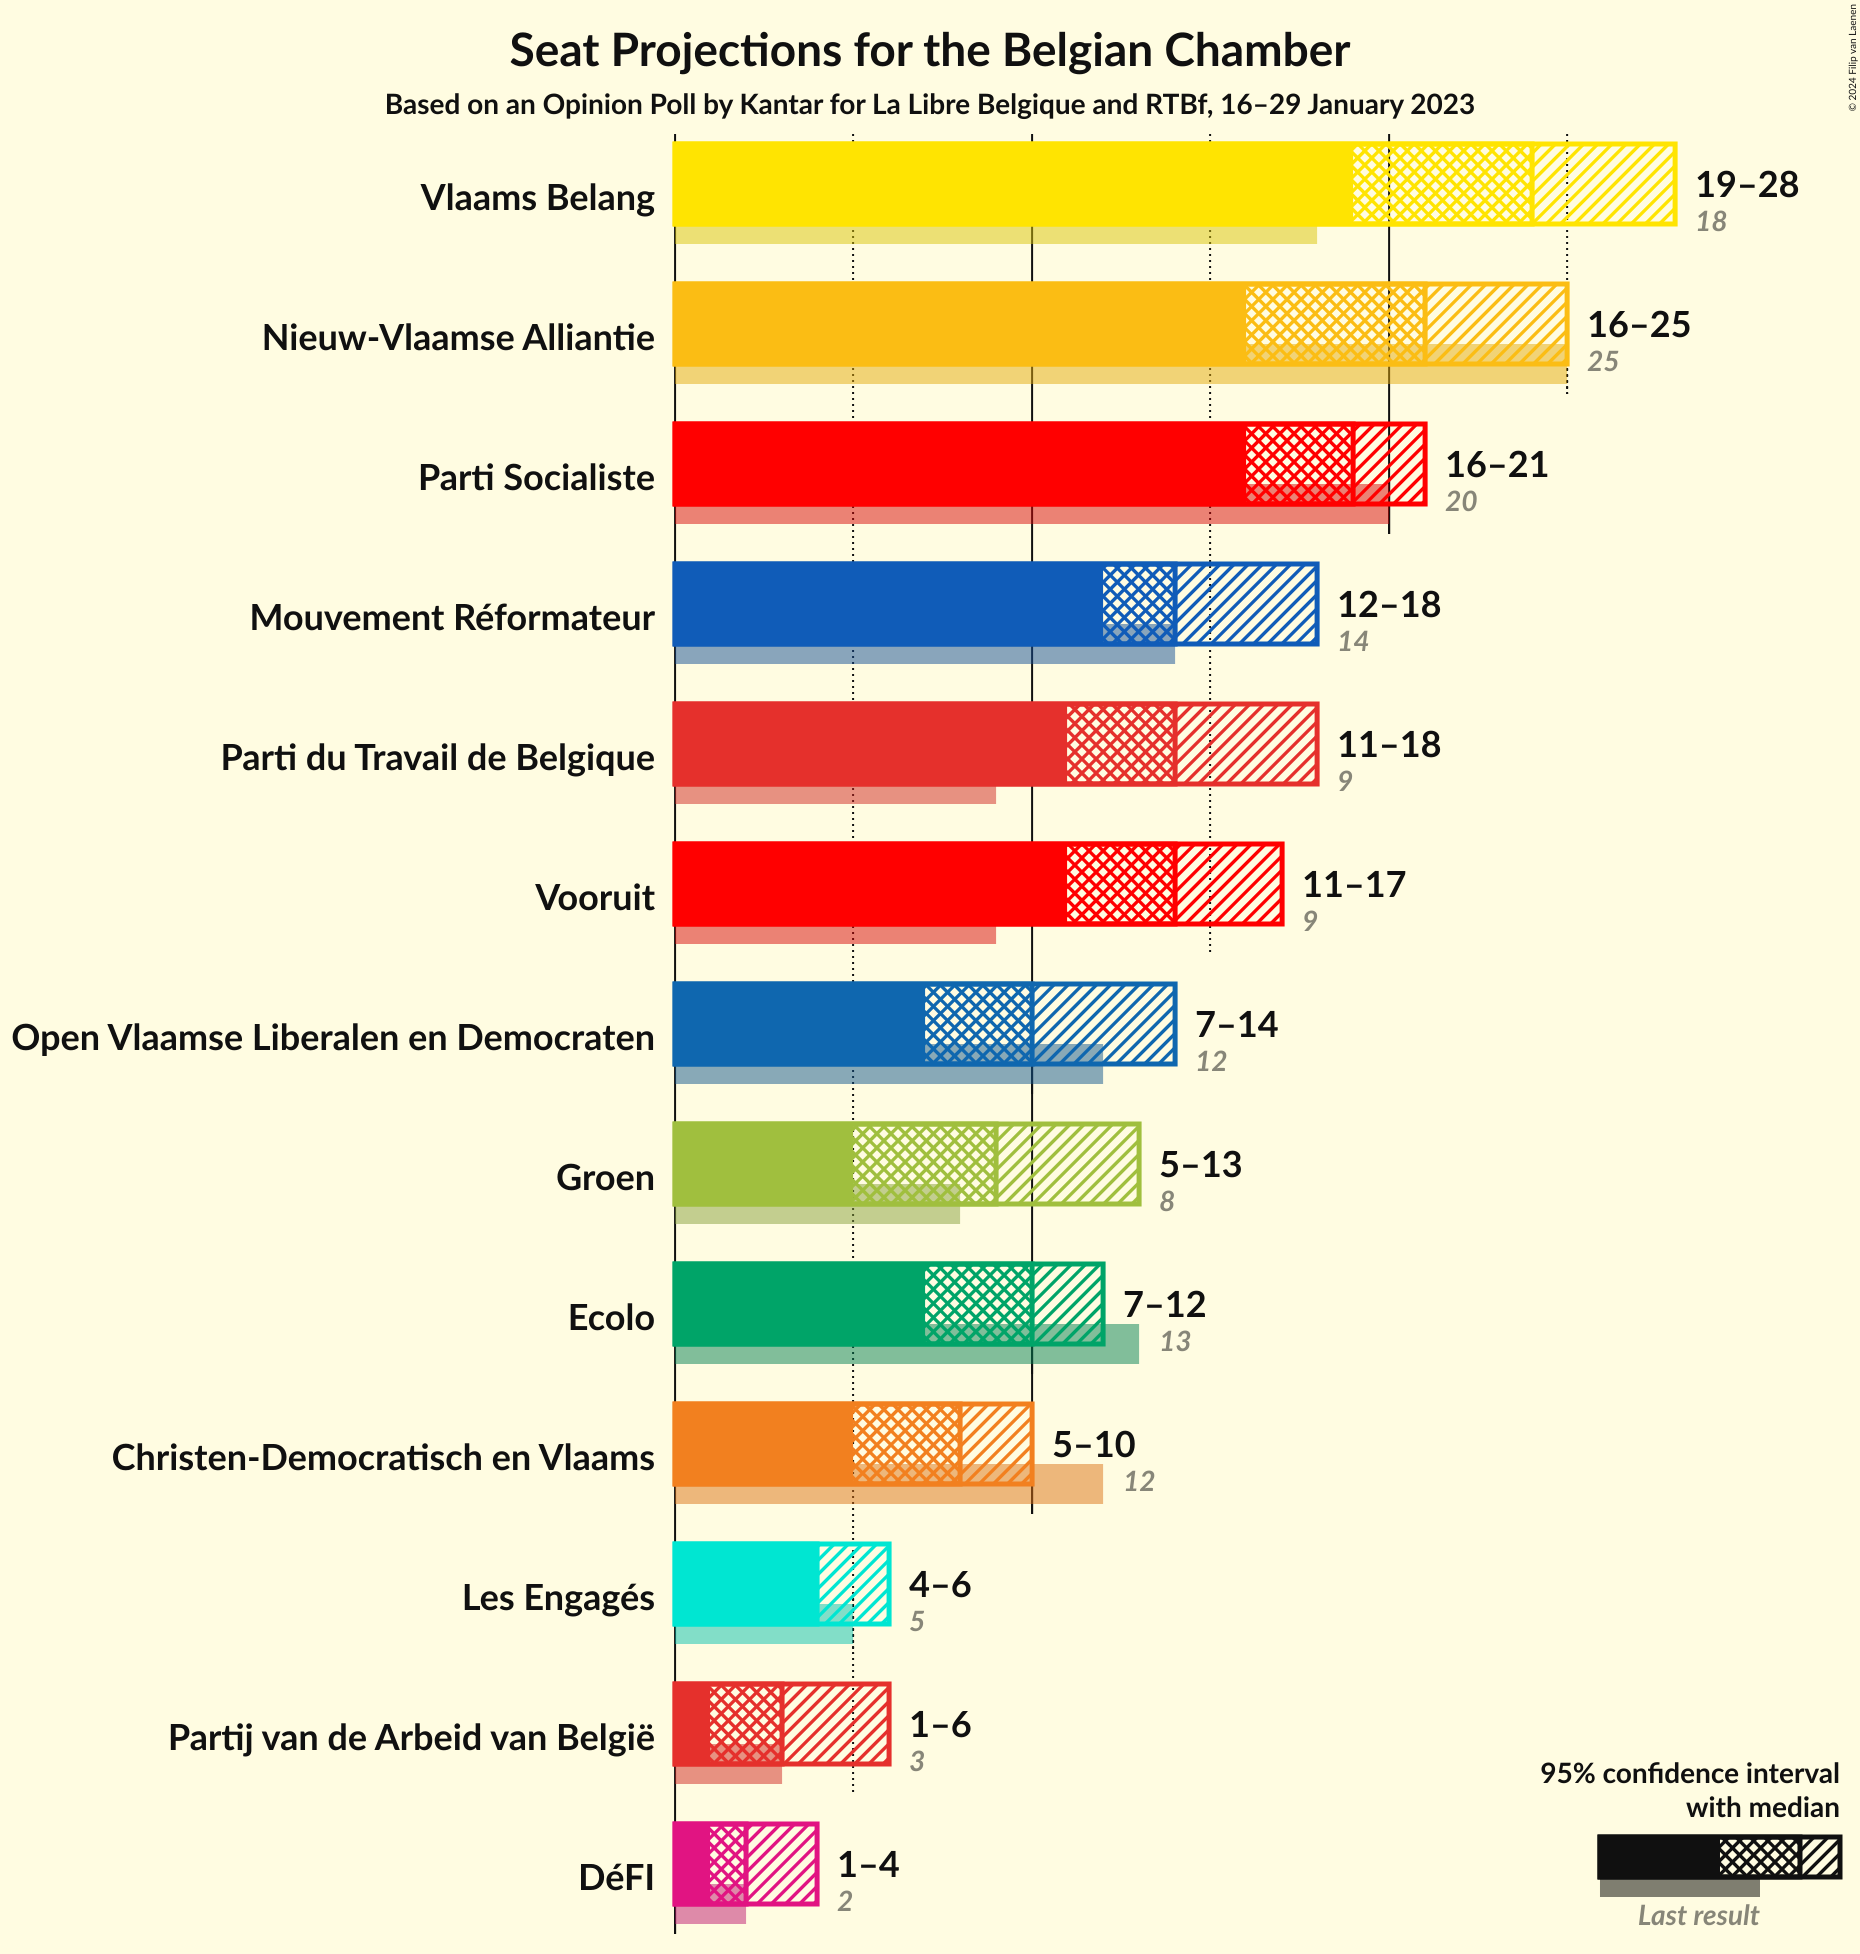 Seat Projections for the Belgian Chamber
Based on an Opinion Poll by Kantar for La Libre Belgique and RTBf, 16–29 January 2023
© 2024 Filip van Laenen
Vlaams Belang
19–28
18
Nieuw-Vlaamse Alliantie
16–25
25
Parti Socialiste
16–21
20
Mouvement Réformateur
12–18
14
Parti du Travail de Belgique
11–18
9
Vooruit
11–17
9
Open Vlaamse Liberalen en Democraten
7–14
12
Groen
5–13
8
Ecolo
7–12
13
Christen-Democratisch en Vlaams
5–10
12
Les Engagés
4–6
5
Partij van de Arbeid van België
1–6
3
DéFI
1–4
2
95% confidence interval
with median
Last result